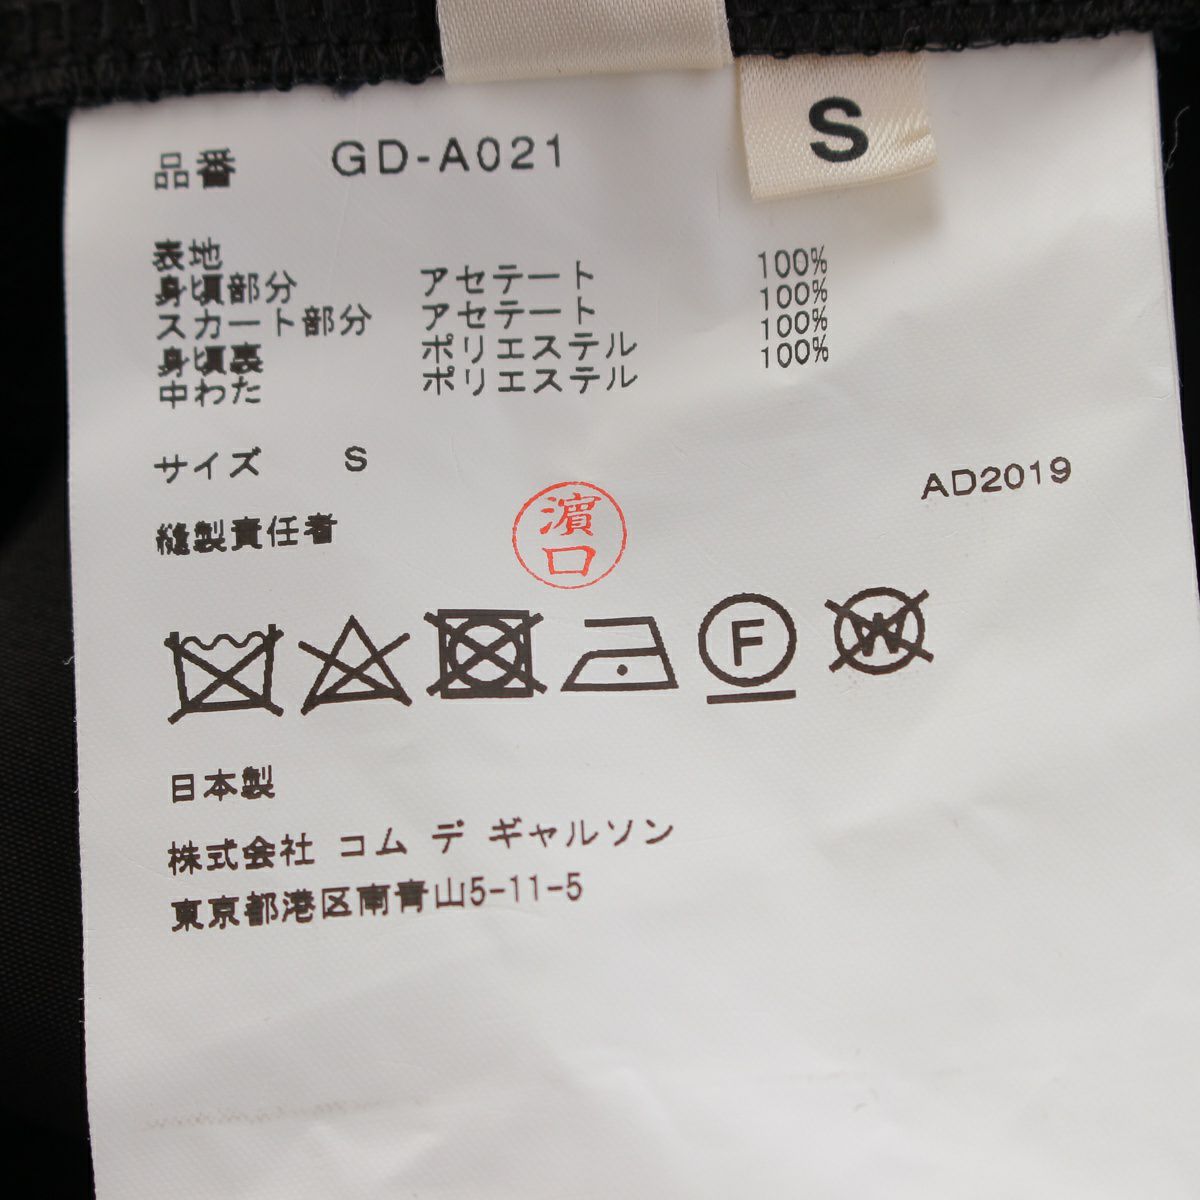 S
品番 GD-A021
表地
身頃部分 アセテート 100%
スカート部分 アセテート 100%
身頃裏 ポリエステル 100%
中わた ポリエステル 100%
サイズ S
AD2019
縫製責任者 濵口
F W
日本製
株式会社 コム デ ギャルソン
東京都港区南青山5-11-5